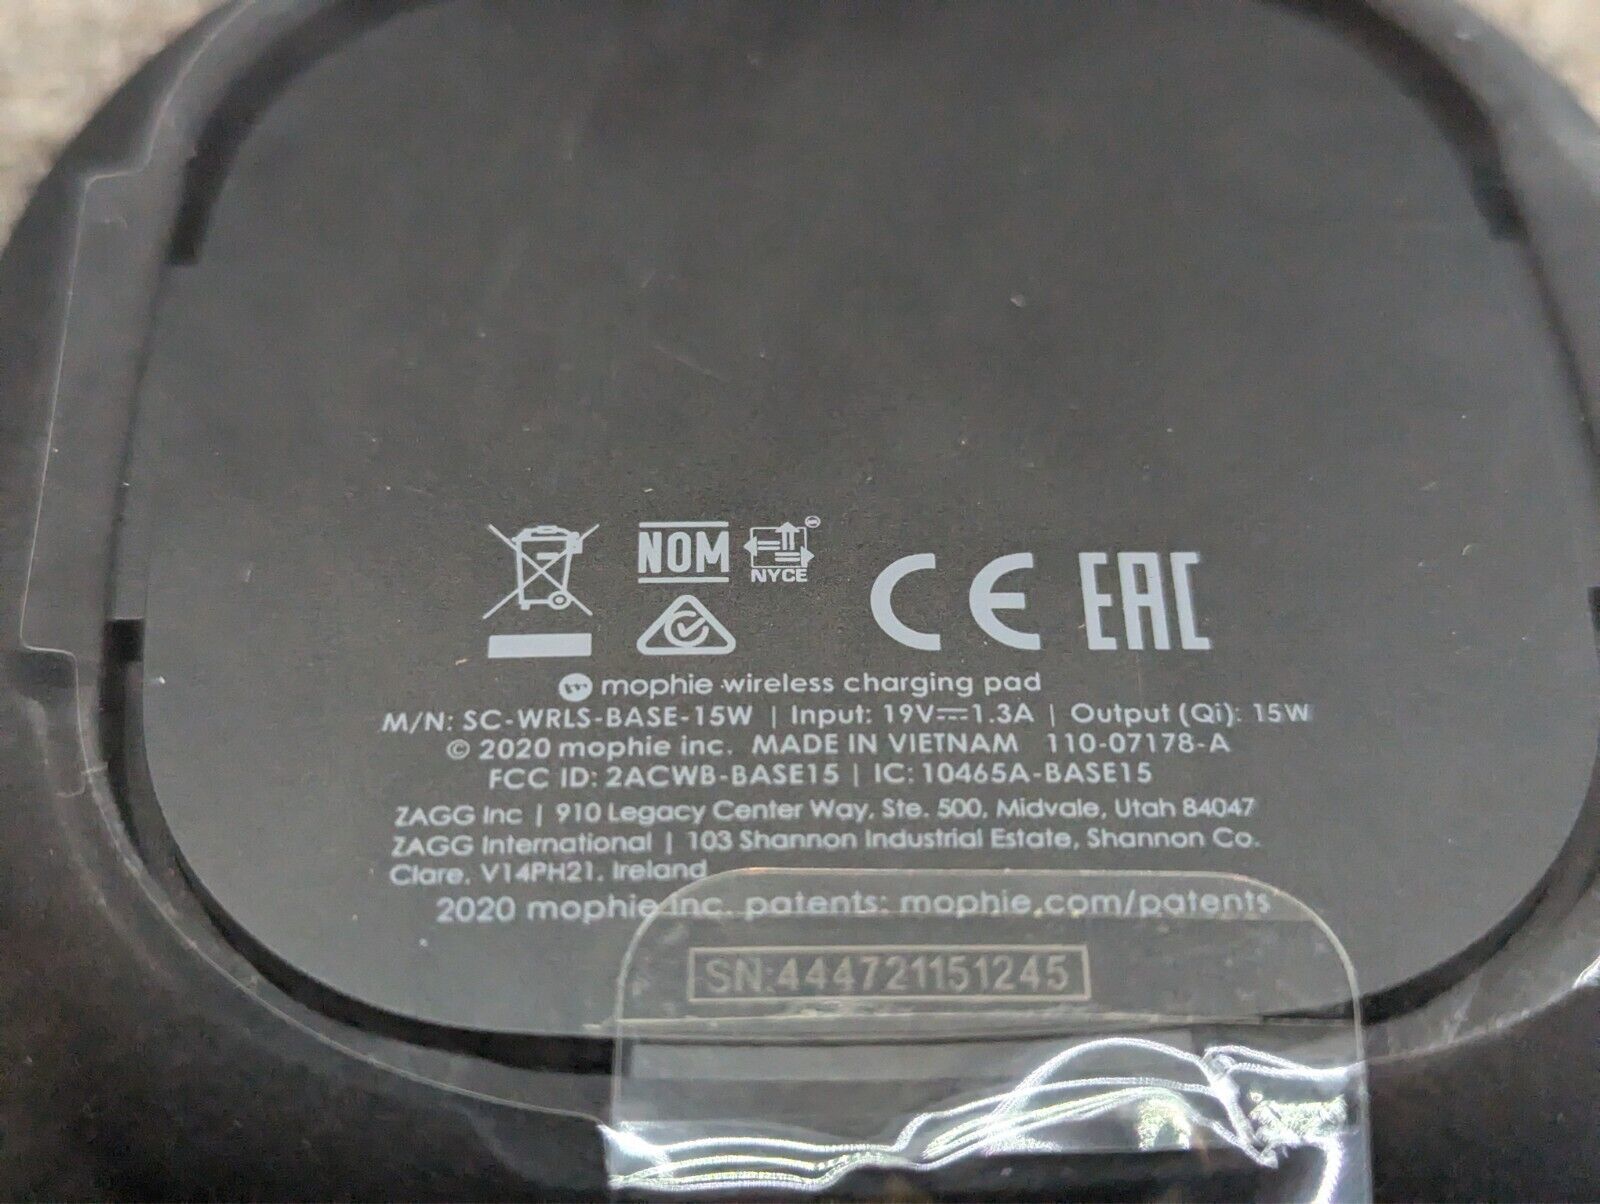 NOM NYCE
CE EAC
mophie wireless charging pad
M/N: SC-WRLS-BASE-15W | Input: 19V⎓1.3A | Output (Qi): 15W
© 2020 mophie inc. MADE IN VIETNAM 110-07178-A
FCC ID: 2ACWB-BASE15 | IC: 10465A-BASE15
ZAGG Inc | 910 Legacy Center Way, Ste. 500, Midvale, Utah 84047
ZAGG International | 103 Shannon Industrial Estate, Shannon Co.
Clare, V14PH21, Ireland
2020 mophie inc. patents: mophie.com/patents
SN:444721151245